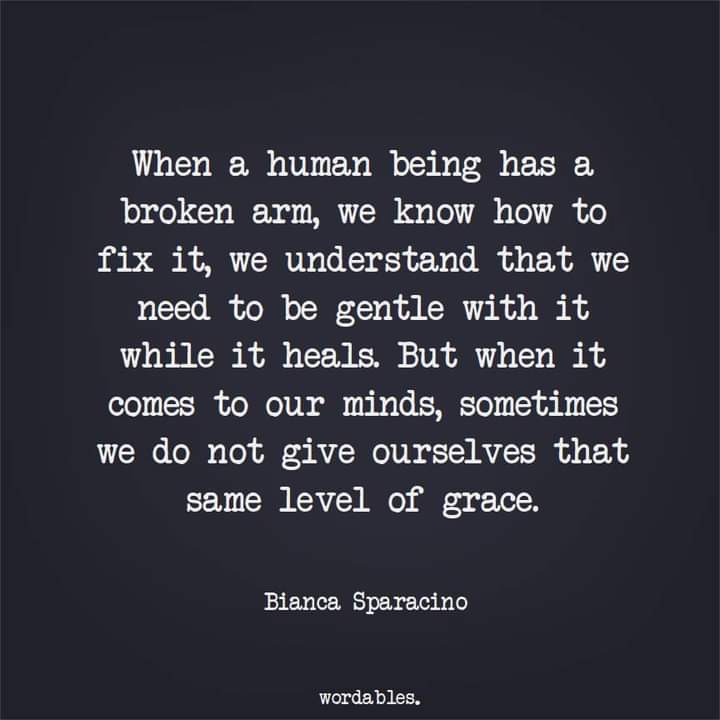 When a human being has a
broken arm, we know how to
fix it, we understand that we
need to be gentle with it
while it heals. But when it
comes to our minds, sometimes
we do not give ourselves that
same level of grace.
Bianca Sparacino
wordables.